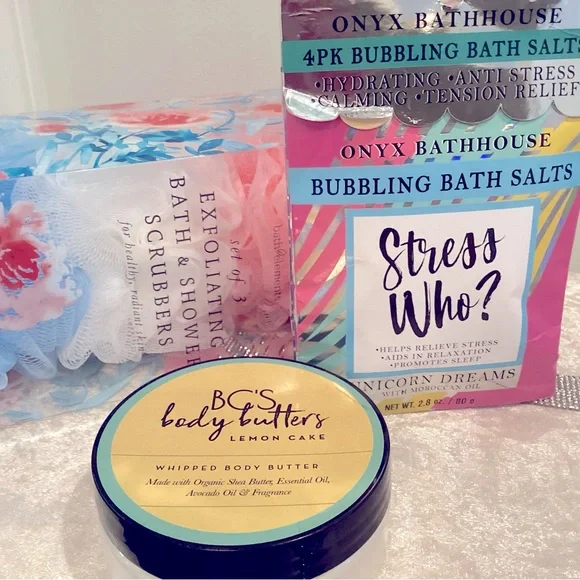 ONYX BATHHOUSE
4PK BUBBLING BATH SALTS
•HYDRATING •ANTI STRESS
•CALMING •TENSION RELIEF
ONYX BATHHOUSE
BUBBLING BATH SALTS
Stress
Who?
•HELPS RELIEVE STRESS
•AIDS IN RELAXATION
•PROMOTES SLEEP
UNICORN DREAMS
WITH MOROCCAN OIL
NET WT. 2.8 oz. / 80 g
set of 3
EXFOLIATING
BATH & SHOWER
SCRUBBERS
for healthy, radiant skin
BC'S
body butters
LEMON CAKE
WHIPPED BODY BUTTER
Made with Organic Shea Butter, Essential Oil,
Avocado Oil & Fragrance